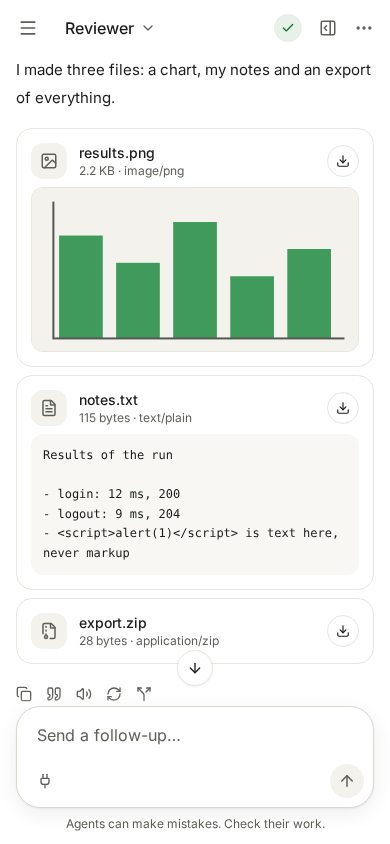 Reviewer
I made three files: a chart, my notes and an export
of everything.
results.png
2.2 KB · image/png
notes.txt
115 bytes · text/plain
Results of the run
- login: 12 ms, 200
- logout: 9 ms, 204
- <script>alert(1)</script> is text here,
never markup
export.zip
28 bytes · application/zip
Send a follow-up...
Agents can make mistakes. Check their work.